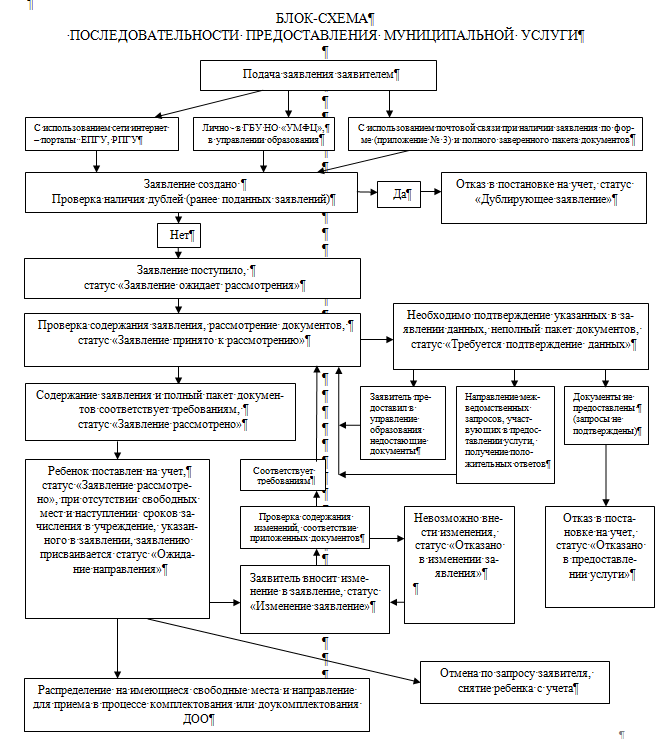 БЛОК-СХЕМА¶
·ПОСЛЕДОВАТЕЛЬНОСТИ· ПРЕДОСТАВЛЕНИЯ· МУНИЦИПАЛЬНОЙ· УСЛУГИ¶
Подача·заявления·заявителем¶
С·использованием·сети·интернет·
–·порталы··ЕПГУ,·РПГУ¶
Лично·-·в·ГБУ·НО·«УМФЦ»,¶
в·управлении·образования¶
С·использованием·почтовой·связи·при·наличии·заявления·по·фор-
ме·(приложение·№·3)·и·полного·заверенного·пакета·документов¶
Заявление·создано·¶
Проверка·наличия·дублей·(ранее·поданных·заявлений)¶
Да¶
Отказ·в·постановке·на·учет,·статус·
«Дублирующее·заявление»¶
Нет¶
Заявление·поступило,·¶
статус·«Заявление·ожидает·рассмотрения»¶
Проверка·содержания·заявления,·рассмотрение·документов,¶
статус·«Заявление·принято·к·рассмотрению»¶
Необходимо·подтверждение·указанных·в·за-
явлении·данных,·неполный·пакет·документов,·
статус·«Требуется·подтверждение·данных»¶
Содержание·заявления·и·полный·пакет·докумен-
тов·соответствует·требованиям,¶
статус·«Заявление·рассмотрено»¶
Заявитель·пре-
доставил·в·
управление·
образования·
недостающие·
документы¶
Направление·меж-
ведомственных·
запросов,·участ-
вующих·в·предос-
тавлении·услуги,·
получение·поло-
жительных·ответов¶
Документы·не·
предоставлены·¶
(запросы·не·
подтверждены)¶
Ребенок·поставлен·на·учет,¶
статус·«Заявление·рассмотре-
но»,·при·отсутствии·свободных·
мест·и·наступлении·сроков·за-
числения·в·учреждение,·указан-
ного·в·заявлении,·заявлению·
присваивается·статус·«Ожида-
ние·направления»¶
Соответствует·
требованиям¶
Проверка·содержания·
изменений,·соответствие·
приложенных·документов¶
Невозможно·вне-
сти·изменения,·
статус·«Отказано·
в·изменении·за-
явления»¶
¶
Отказ·в·поста-
новке·на·учет,·
статус·«Отказано·
в·предоставле-
нии·услуги»¶
Заявитель·вносит·изме-
нение·в·заявление,·статус·
«Изменение·заявление»¶
Отмена·по·запросу·заявителя,·
снятие·ребенка·с·учета¶
Распределение·на·имеющиеся·свободные·места·и·направление·
для·приема·в·процессе·комплектования·или·доукомплектования·
ДОО¶